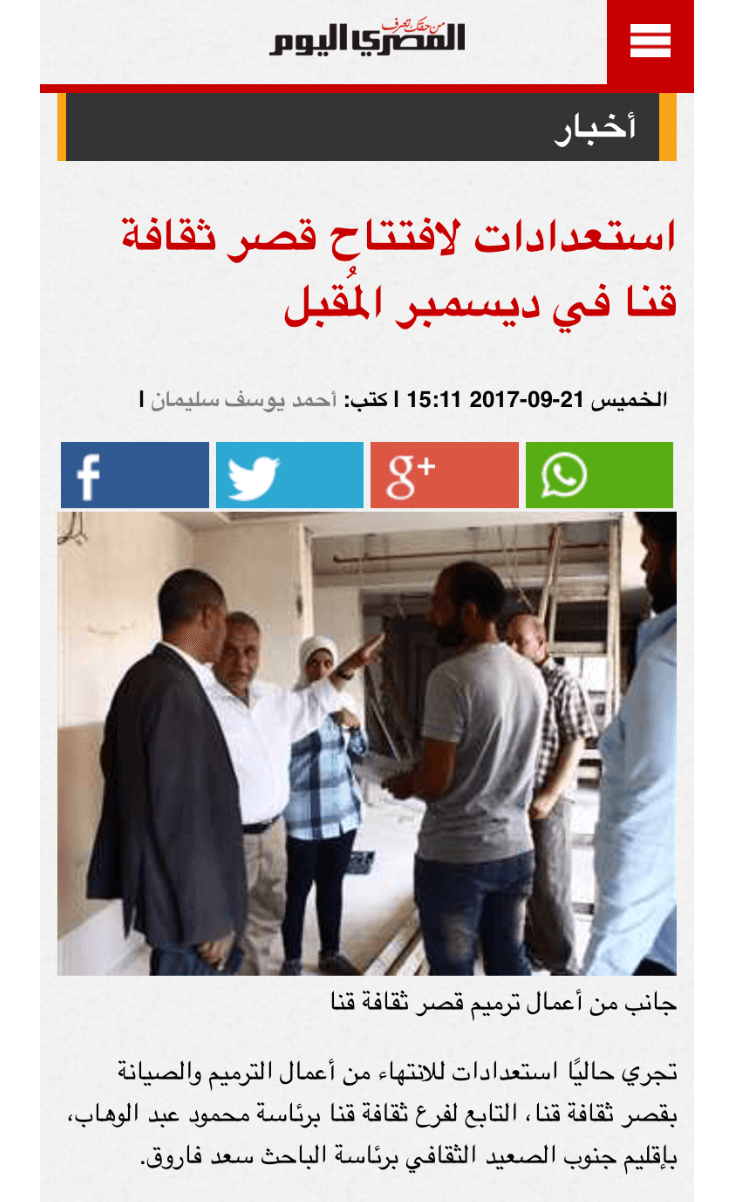 من حقك تعرف
المصري اليوم
أخبار
استعدادات لافتتاح قصر ثقافة
قنا في ديسمبر المُقبل
الخميس 21-09-2017 15:11 | كتب: أحمد يوسف سليمان |
f
g+
جانب من أعمال ترميم قصر ثقافة قنا
تجري حاليًا استعدادات للانتهاء من أعمال الترميم والصيانة
بقصر ثقافة قنا، التابع لفرع ثقافة قنا برئاسة محمود عبد الوهاب،
بإقليم جنوب الصعيد الثقافي برئاسة الباحث سعد فاروق.